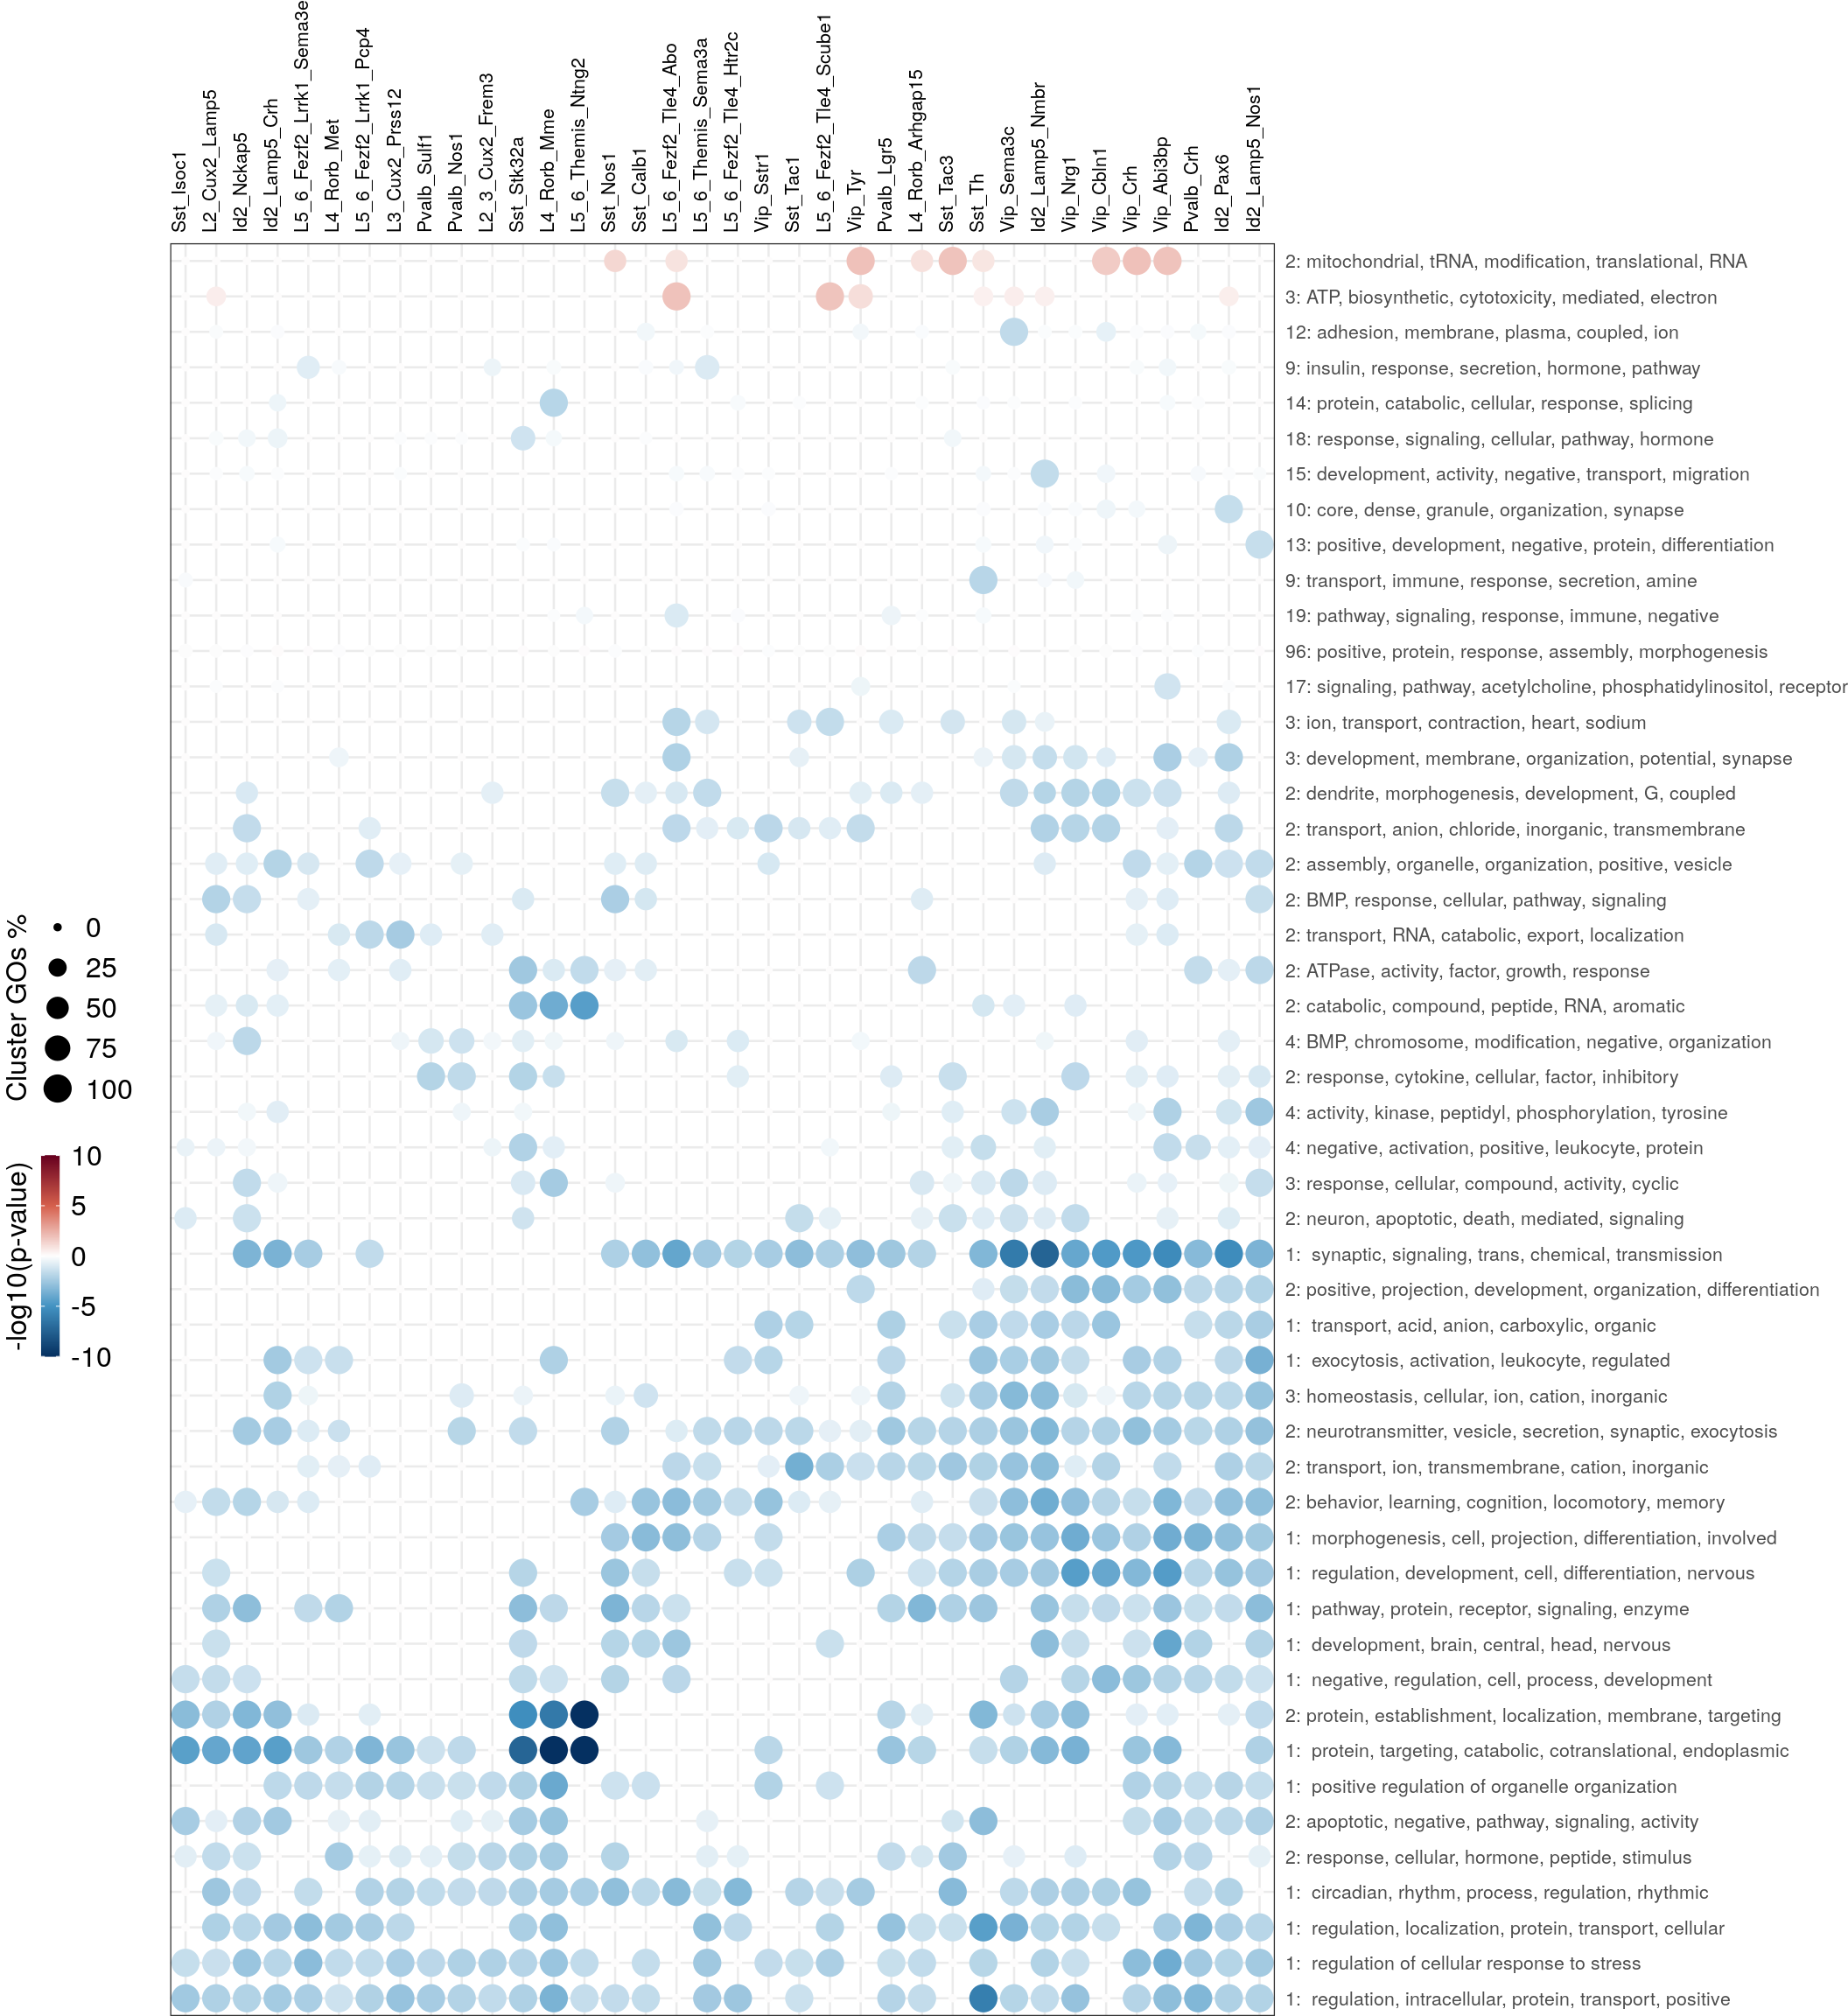 Sst_Isoc1
L2_Cux2_Lamp5
Id2_Nckap5
Id2_Lamp5_Crh
L5_6_Fezf2_Lrrk1_Sema3e
L4_Rorb_Met
L5_6_Fezf2_Lrrk1_Pcp4
L3_Cux2_Prss12
Pvalb_Sulf1
Pvalb_Nos1
L2_3_Cux2_Frem3
Sst_Stk32a
L4_Rorb_Mme
L5_6_Themis_Ntng2
Sst_Nos1
Sst_Calb1
L5_6_Fezf2_Tle4_Abo
L5_6_Themis_Sema3a
L5_6_Fezf2_Tle4_Htr2c
Vip_Sstr1
Sst_Tac1
L5_6_Fezf2_Tle4_Scube1
Vip_Tyr
Pvalb_Lgr5
L4_Rorb_Arhgap15
Sst_Tac3
Sst_Th
Vip_Sema3c
Id2_Lamp5_Nmbr
Vip_Nrg1
Vip_Cbln1
Vip_Crh
Vip_Abi3bp
Pvalb_Crh
Id2_Pax6
Id2_Lamp5_Nos1
2: mitochondrial, tRNA, modification, translational, RNA
3: ATP, biosynthetic, cytotoxicity, mediated, electron
12: adhesion, membrane, plasma, coupled, ion
9: insulin, response, secretion, hormone, pathway
14: protein, catabolic, cellular, response, splicing
18: response, signaling, cellular, pathway, hormone
15: development, activity, negative, transport, migration
10: core, dense, granule, organization, synapse
13: positive, development, negative, protein, differentiation
9: transport, immune, response, secretion, amine
19: pathway, signaling, response, immune, negative
96: positive, protein, response, assembly, morphogenesis
17: signaling, pathway, acetylcholine, phosphatidylinositol, receptor
3: ion, transport, contraction, heart, sodium
3: development, membrane, organization, potential, synapse
2: dendrite, morphogenesis, development, G, coupled
2: transport, anion, chloride, inorganic, transmembrane
2: assembly, organelle, organization, positive, vesicle
2: BMP, response, cellular, pathway, signaling
2: transport, RNA, catabolic, export, localization
2: ATPase, activity, factor, growth, response
2: catabolic, compound, peptide, RNA, aromatic
4: BMP, chromosome, modification, negative, organization
2: response, cytokine, cellular, factor, inhibitory
4: activity, kinase, peptidyl, phosphorylation, tyrosine
4: negative, activation, positive, leukocyte, protein
3: response, cellular, compound, activity, cyclic
2: neuron, apoptotic, death, mediated, signaling
1: synaptic, signaling, trans, chemical, transmission
2: positive, projection, development, organization, differentiation
1: transport, acid, anion, carboxylic, organic
1: exocytosis, activation, leukocyte, regulated
3: homeostasis, cellular, ion, cation, inorganic
2: neurotransmitter, vesicle, secretion, synaptic, exocytosis
2: transport, ion, transmembrane, cation, inorganic
2: behavior, learning, cognition, locomotory, memory
1: morphogenesis, cell, projection, differentiation, involved
1: regulation, development, cell, differentiation, nervous
1: pathway, protein, receptor, signaling, enzyme
1: development, brain, central, head, nervous
1: negative, regulation, cell, process, development
2: protein, establishment, localization, membrane, targeting
1: protein, targeting, catabolic, cotranslational, endoplasmic
1: positive regulation of organelle organization
2: apoptotic, negative, pathway, signaling, activity
2: response, cellular, hormone, peptide, stimulus
1: circadian, rhythm, process, regulation, rhythmic
1: regulation, localization, protein, transport, cellular
1: regulation of cellular response to stress
1: regulation, intracellular, protein, transport, positive
Cluster GOs %
0
25
50
75
100
-log10(p-value)
10
5
0
-5
-10